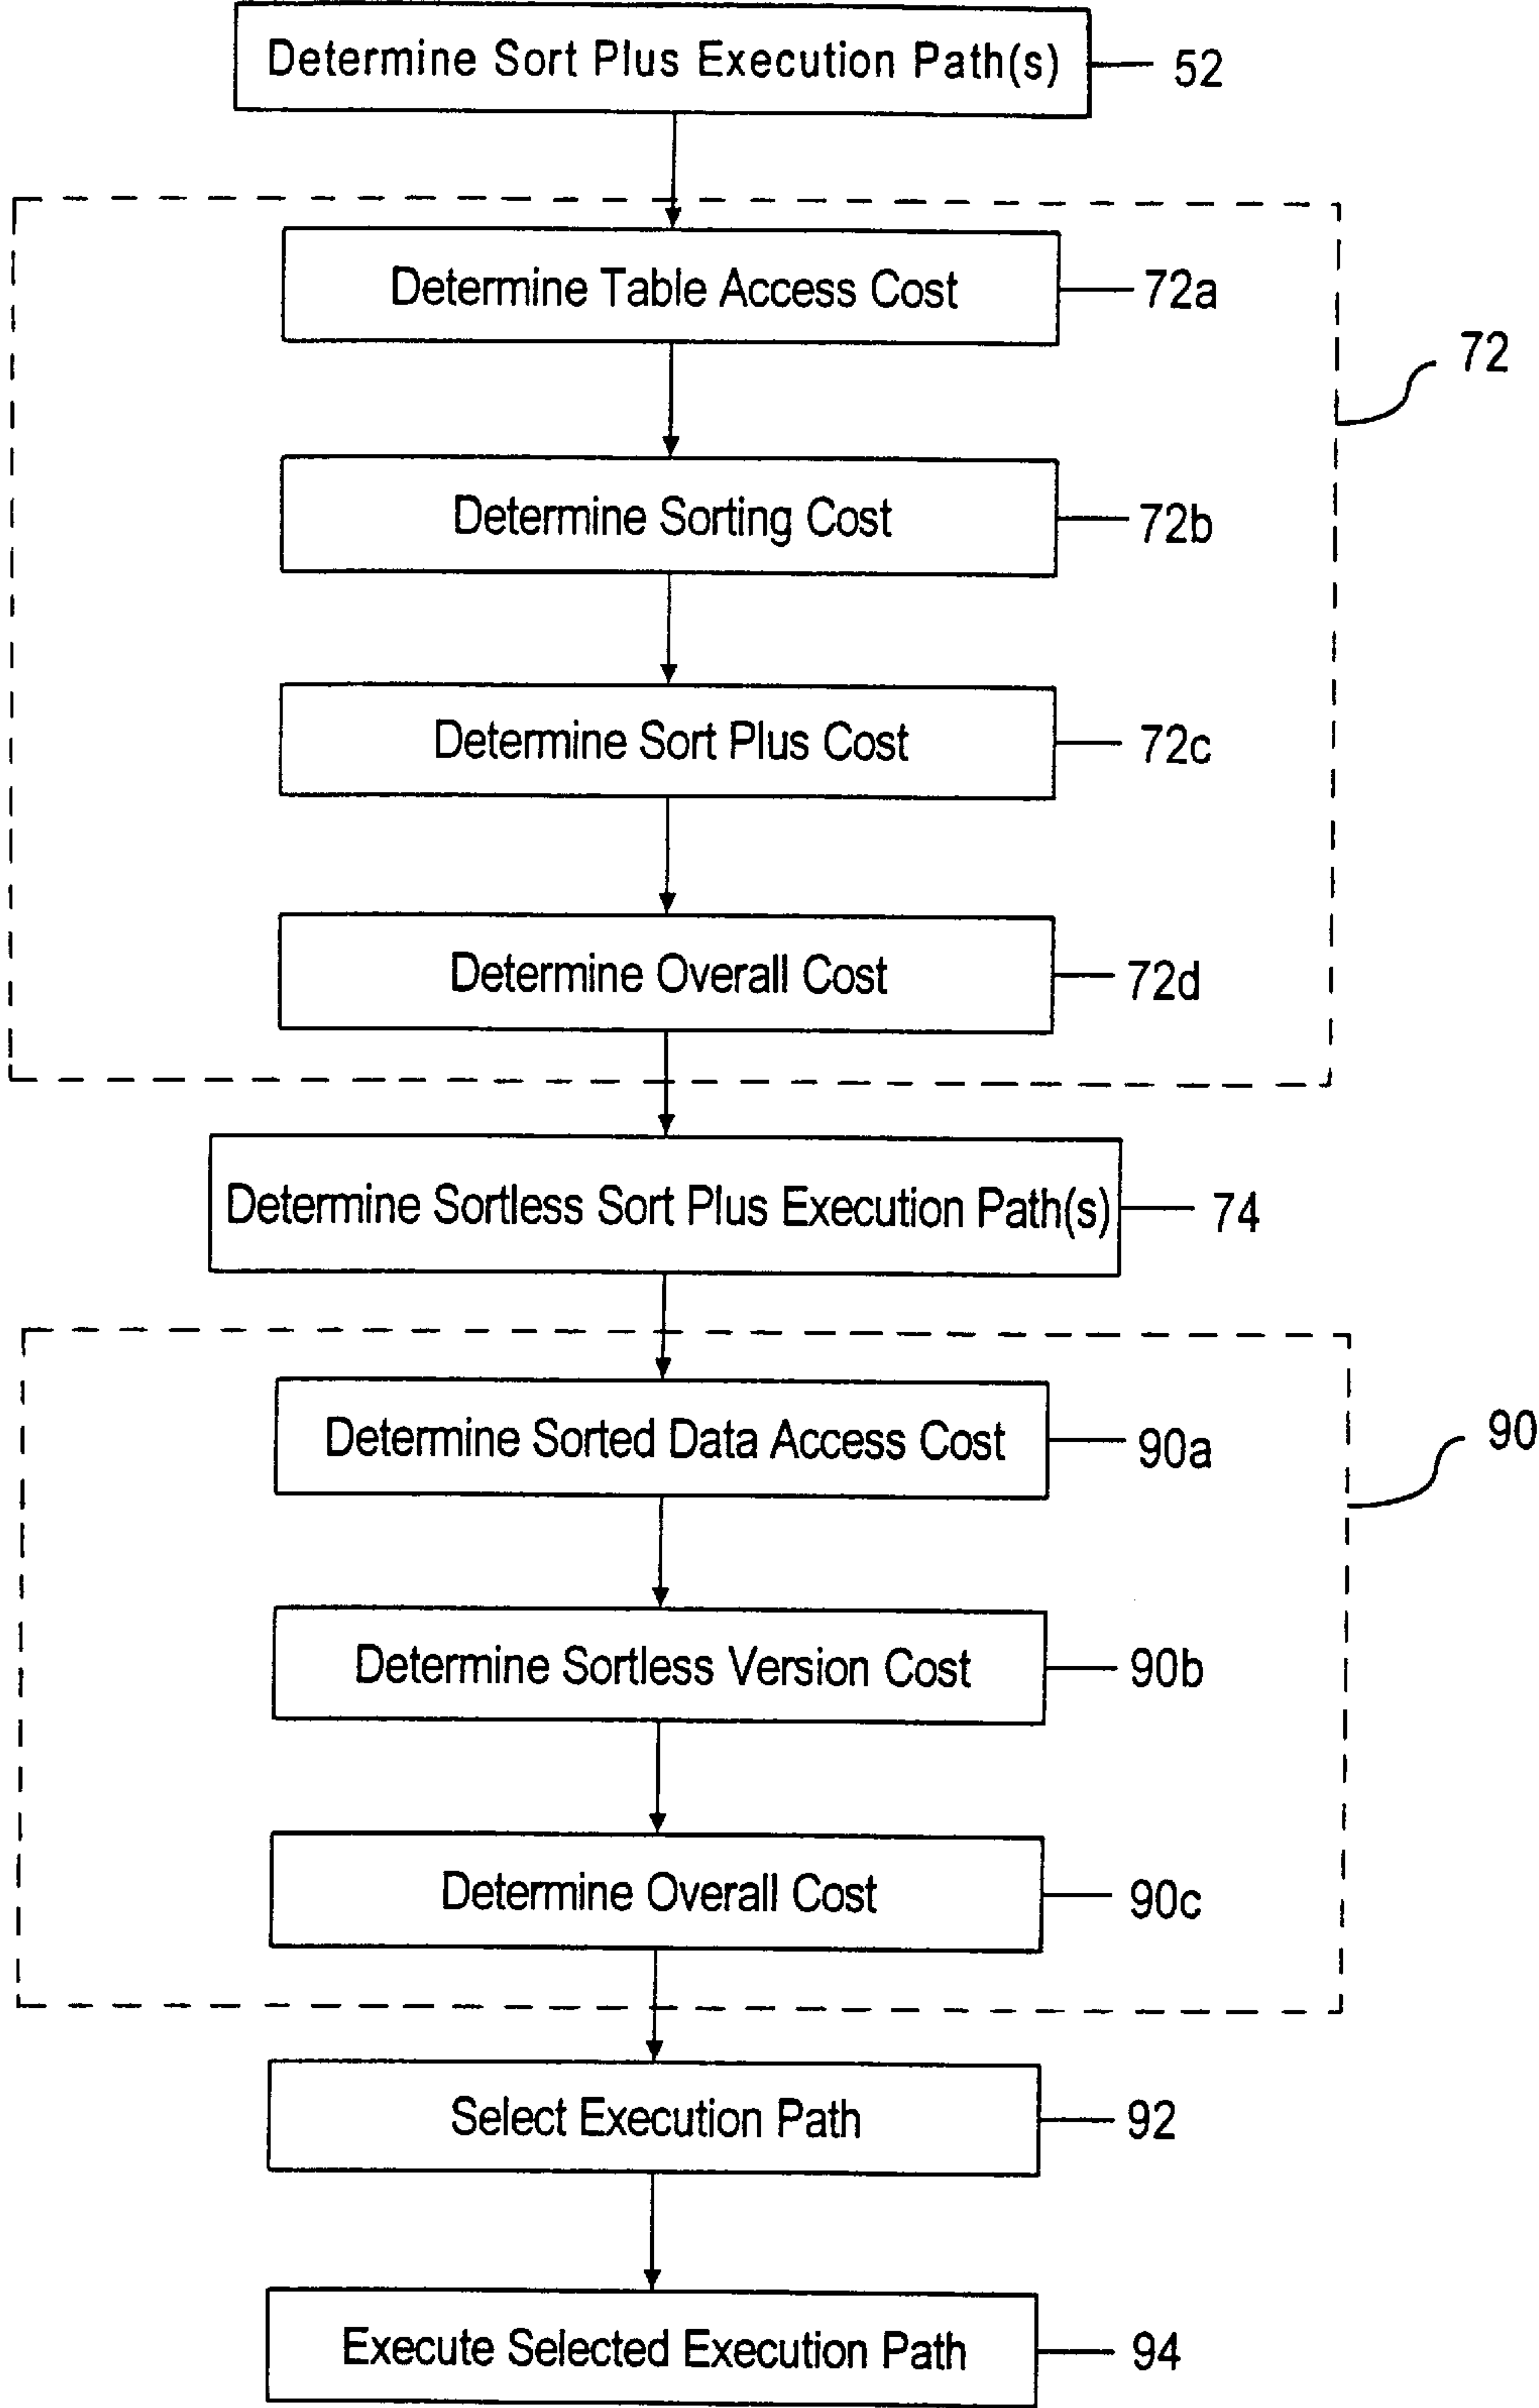 Determine Sort Plus Execution Path(s) 52
Determine Table Access Cost 72a
72
Determine Sorting Cost 72b
Determine Sort Plus Cost 72c
Determine Overall Cost 72d
Determine Sortless Sort Plus Execution Path(s) 74
Determine Sorted Data Access Cost 90a
90
Determine Sortless Version Cost 90b
Determine Overall Cost 90c
Select Execution Path 92
Execute Selected Execution Path 94